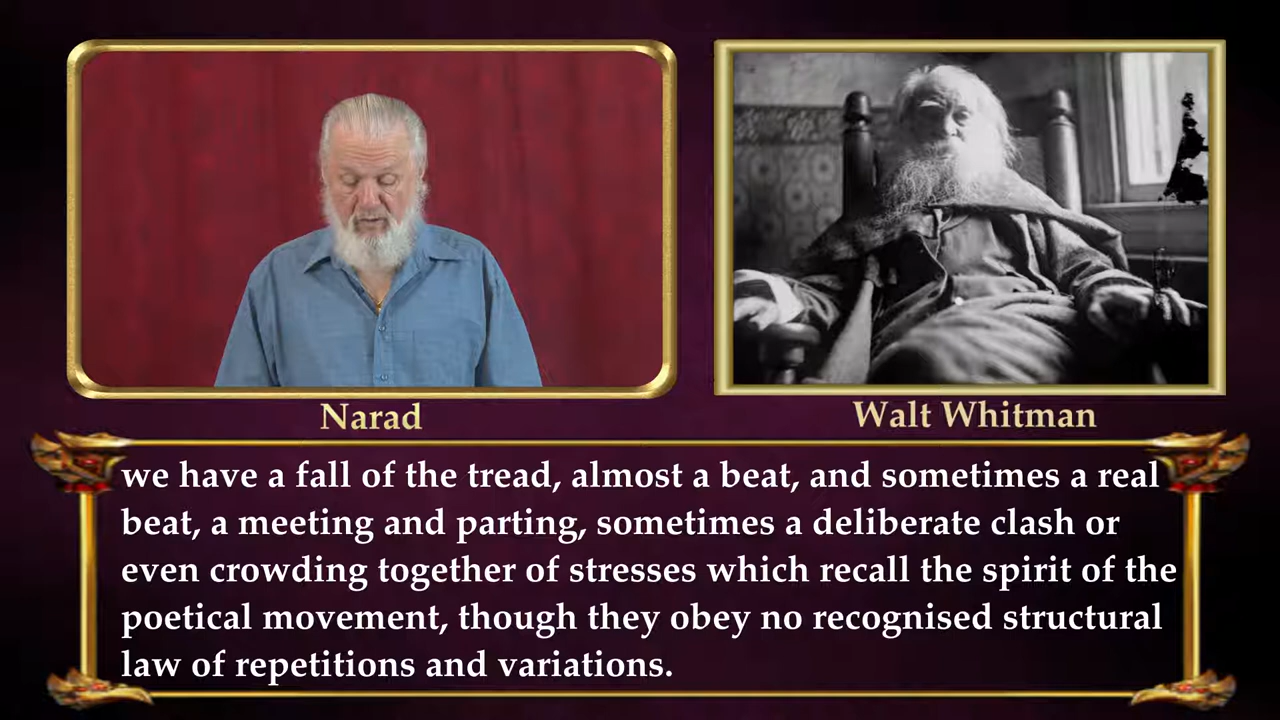 Narad
Walt Whitman
we have a fall of the tread, almost a beat, and sometimes a real
beat, a meeting and parting, sometimes a deliberate clash or
even crowding together of stresses which recall the spirit of the
poetical movement, though they obey no recognised structural
law of repetitions and variations.